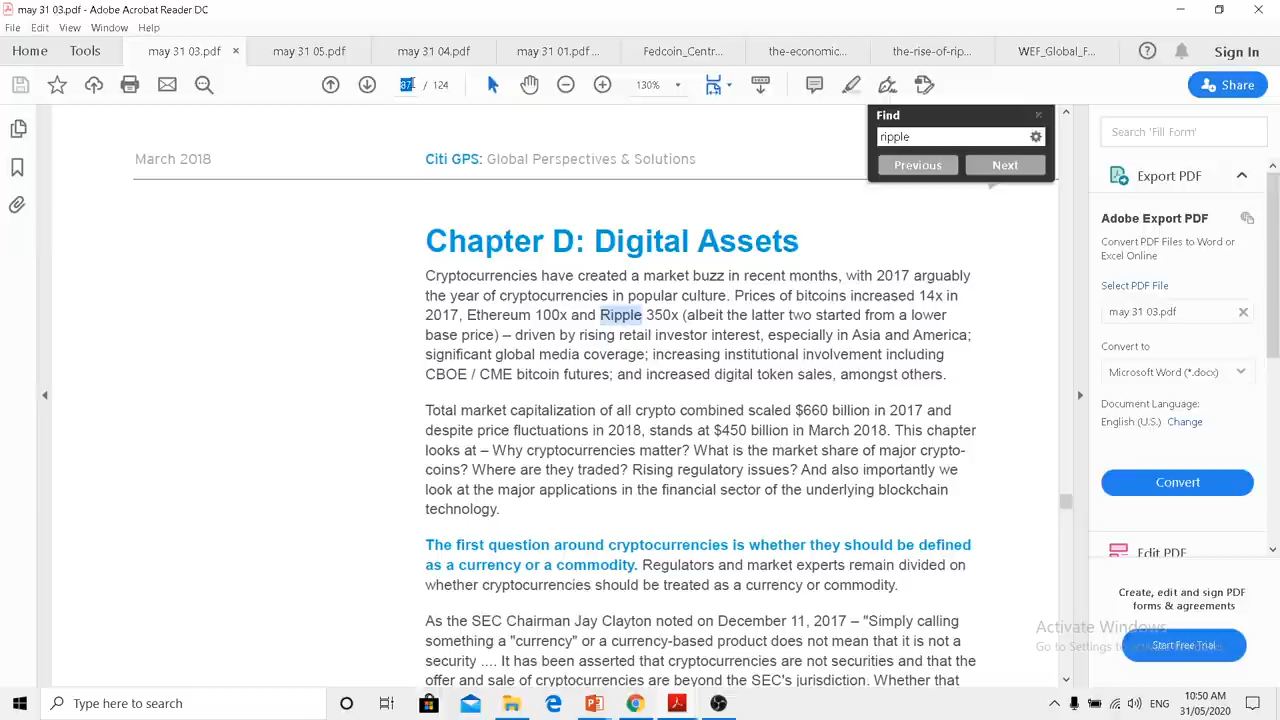 may 31 03.pdf - Adobe Acrobat Reader DC
File Edit View Window Help
Home Tools may 31 03.pdf × may 31 05.pdf may 31 04.pdf may 31 01.pdf ... Fedcoin_Centr... the-economic... the-rise-of-rip... WEF_Global_F... Sign In
87 / 124 130% Share
Find
ripple
Previous Next
March 2018 Citi GPS: Global Perspectives & Solutions
Chapter D: Digital Assets
Cryptocurrencies have created a market buzz in recent months, with 2017 arguably
the year of cryptocurrencies in popular culture. Prices of bitcoins increased 14x in
2017, Ethereum 100x and Ripple 350x (albeit the latter two started from a lower
base price) – driven by rising retail investor interest, especially in Asia and America;
significant global media coverage; increasing institutional involvement including
CBOE / CME bitcoin futures; and increased digital token sales, amongst others.
Total market capitalization of all crypto combined scaled $660 billion in 2017 and
despite price fluctuations in 2018, stands at $450 billion in March 2018. This chapter
looks at – Why cryptocurrencies matter? What is the market share of major crypto-
coins? Where are they traded? Rising regulatory issues? And also importantly we
look at the major applications in the financial sector of the underlying blockchain
technology.
The first question around cryptocurrencies is whether they should be defined
as a currency or a commodity. Regulators and market experts remain divided on
whether cryptocurrencies should be treated as a currency or commodity.
As the SEC Chairman Jay Clayton noted on December 11, 2017 – "Simply calling
something a "currency" or a currency-based product does not mean that it is not a
security .... It has been asserted that cryptocurrencies are not securities and that the
offer and sale of cryptocurrencies are beyond the SEC's jurisdiction. Whether that
Search 'Fill Form'
Export PDF
Adobe Export PDF
Convert PDF Files to Word or
Excel Online
Select PDF File
may 31 03.pdf
Convert to
Microsoft Word (*.docx)
Document Language:
English (U.S.) Change
Convert
Edit PDF
Create, edit and sign PDF
forms & agreements
Start Free Trial
Activate Windows
Go to Settings to
Type here to search
ENG
10:50 AM
31/05/2020